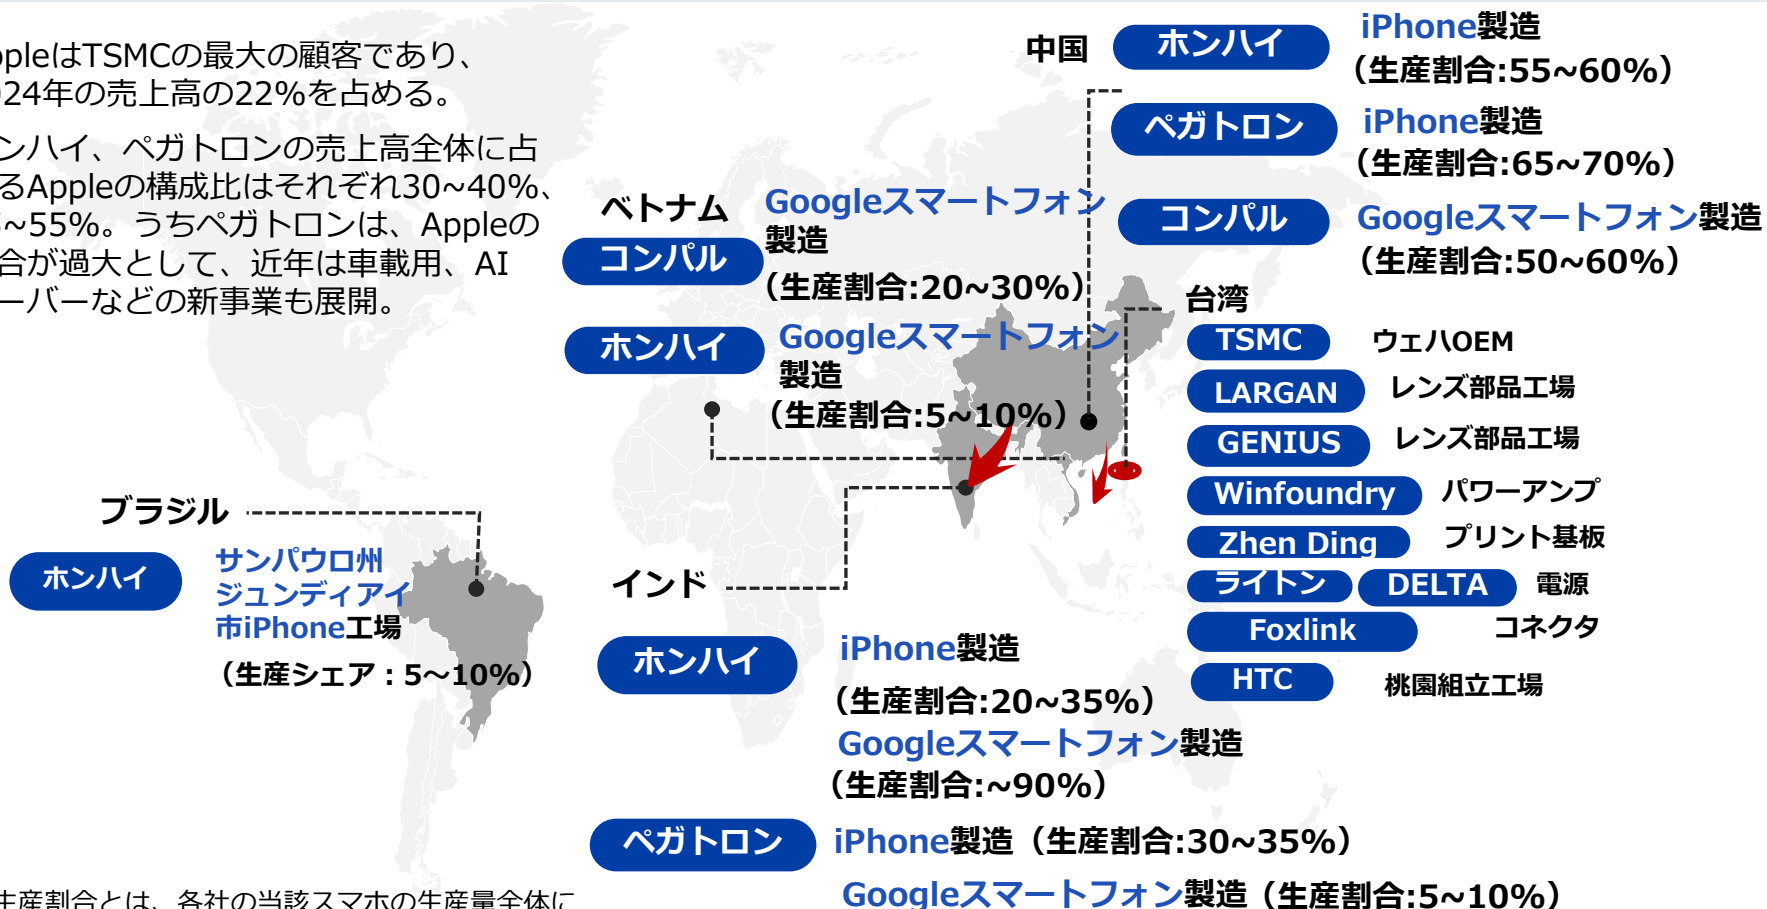 ppleはTSMCの最大の顧客であり、
024年の売上高の22%を占める。
ンハイ、ペガトロンの売上高全体に占
るAppleの構成比はそれぞれ30~40%、
~55%。うちペガトロンは、Appleの
合が過大として、近年は車載用、AI
ーバーなどの新事業も展開。
中国
ホンハイ
iPhone製造
（生産割合:55~60%）
ペガトロン
iPhone製造
（生産割合:65~70%）
コンパル
Googleスマートフォン製造
（生産割合:50~60%）
ベトナム
コンパル
Googleスマートフォン
製造
（生産割合:20~30%）
ホンハイ
Googleスマートフォン
製造
（生産割合:5~10%）
台湾
TSMC ウェハOEM
LARGAN レンズ部品工場
GENIUS レンズ部品工場
Winfoundry パワーアンプ
Zhen Ding プリント基板
ライトン DELTA 電源
Foxlink コネクタ
HTC 桃園組立工場
ブラジル
ホンハイ
サンパウロ州
ジュンディアイ
市iPhone工場
（生産シェア：5～10%）
インド
ホンハイ
iPhone製造
（生産割合:20~35%）
Googleスマートフォン製造
（生産割合:~90%）
ペガトロン
iPhone製造（生産割合:30~35%）
Googleスマートフォン製造（生産割合:5~10%）
生産割合とは、各社の当該スマホの生産量全体に